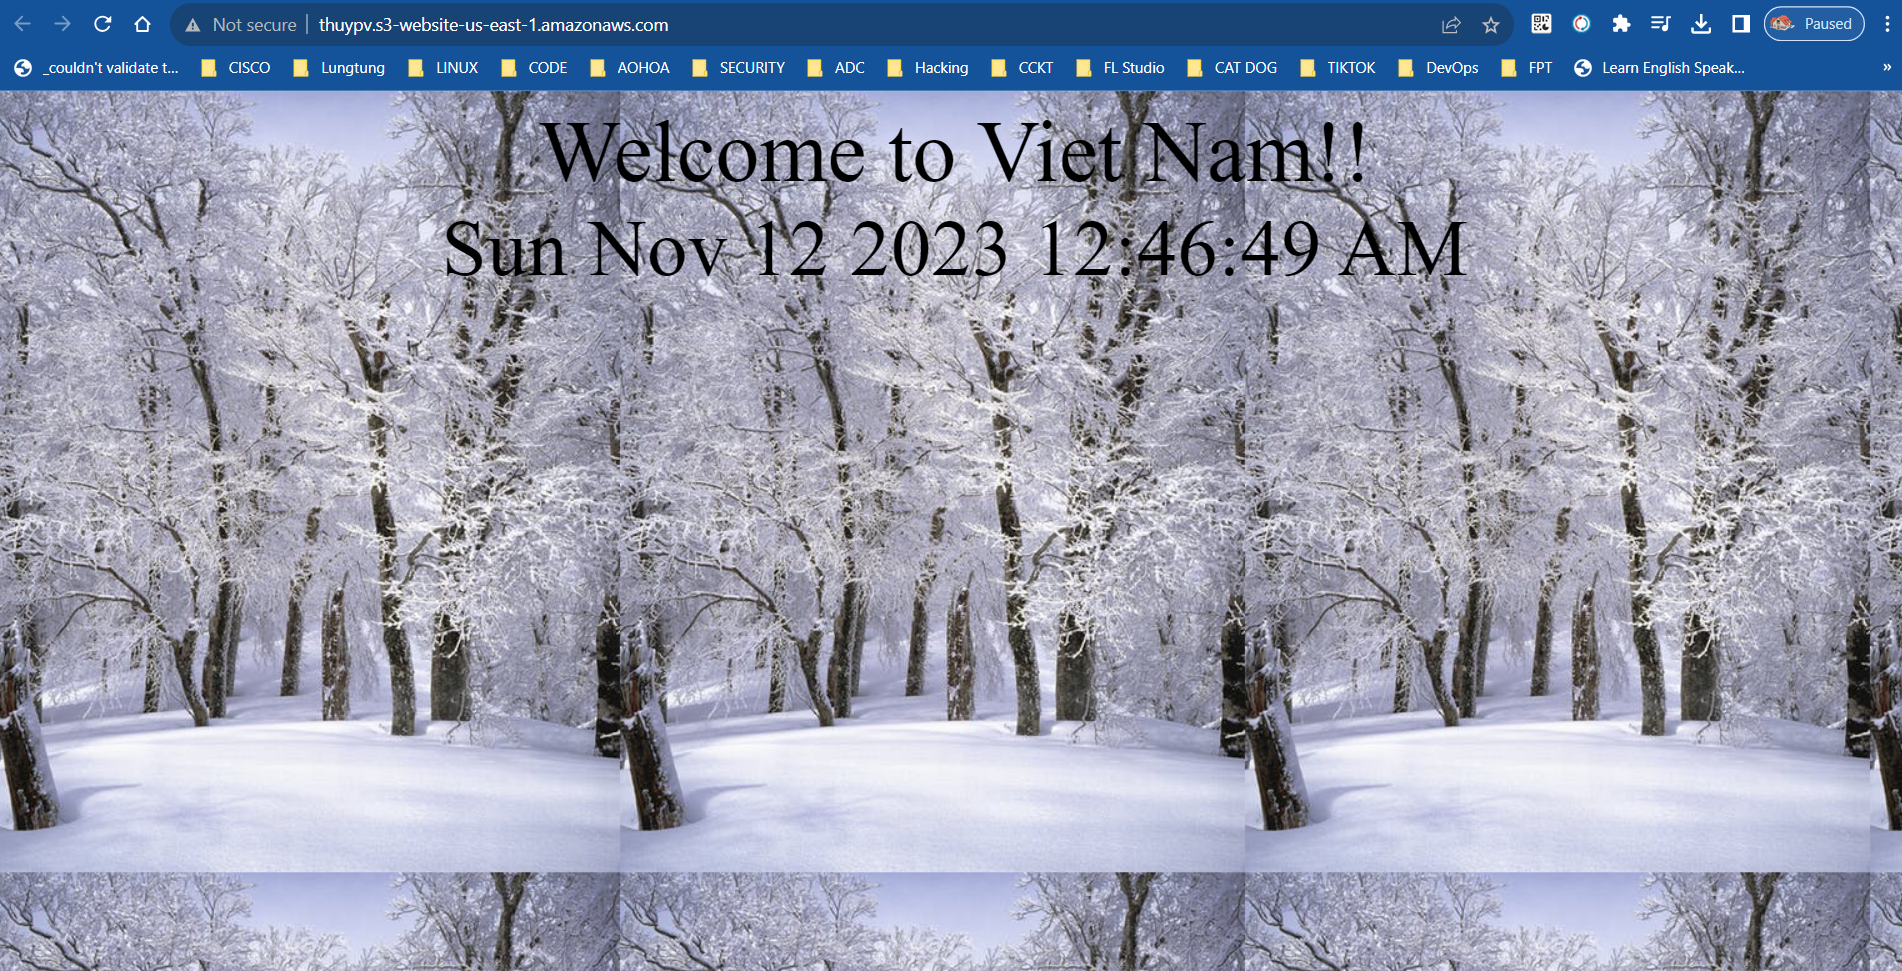 Not secure | thuypv.s3-website-us-east-1.amazonaws.com
Paused
_couldn't validate t... CISCO Lungtung LINUX CODE AOHOA SECURITY ADC Hacking CCKT FL Studio CAT DOG TIKTOK DevOps FPT Learn English Speak... »
Welcome to Viet Nam!!
Sun Nov 12 2023 12:46:49 AM